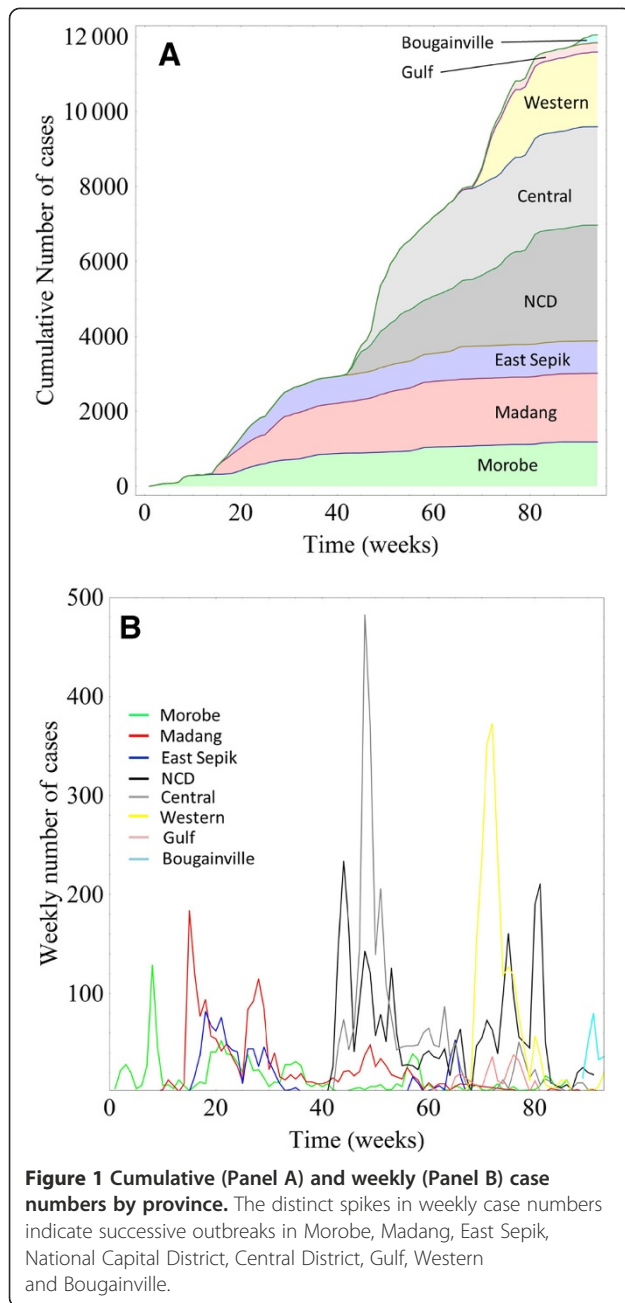 12 000
10 000
8000
6000
4000
2000
0
Cumulative Number of cases
A
Bougainville
Gulf
Western
Central
NCD
East Sepik
Madang
Morobe
0
20
40
60
80
Time (weeks)
500
400
300
200
100
Weekly number of cases
B
Morobe
Madang
East Sepik
NCD
Central
Western
Gulf
Bougainville
0
20
40
60
80
Time (weeks)
Figure 1 Cumulative (Panel A) and weekly (Panel B) case
numbers by province. The distinct spikes in weekly case numbers
indicate successive outbreaks in Morobe, Madang, East Sepik,
National Capital District, Central District, Gulf, Western
and Bougainville.